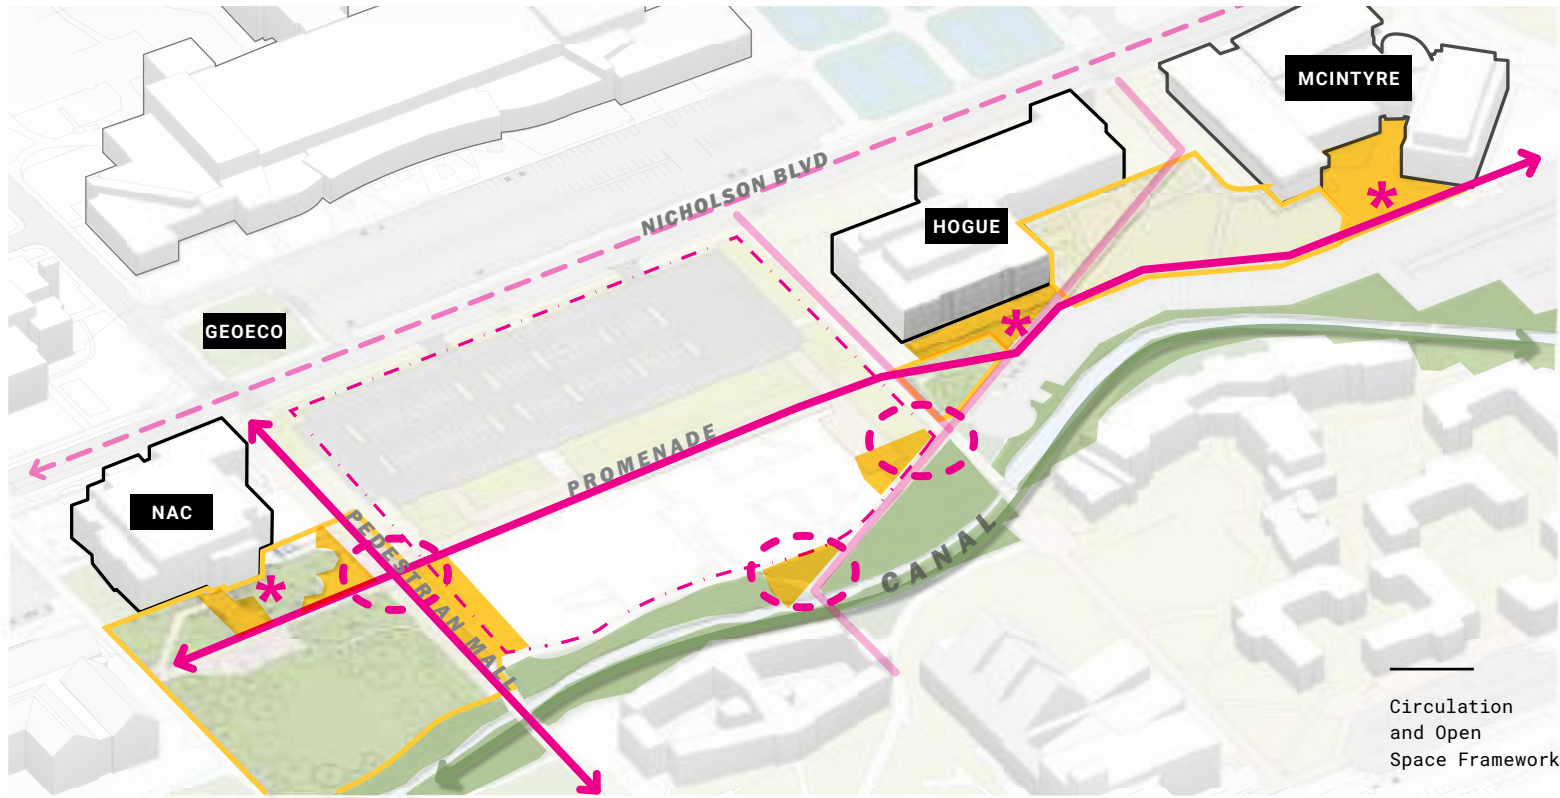 MCINTYRE
NICHOLSON BLVD
HOGUE
GEOECO
PROMENADE
NAC
PEDESTRIAN MALL
CANAL
Circulation
and Open
Space Framework